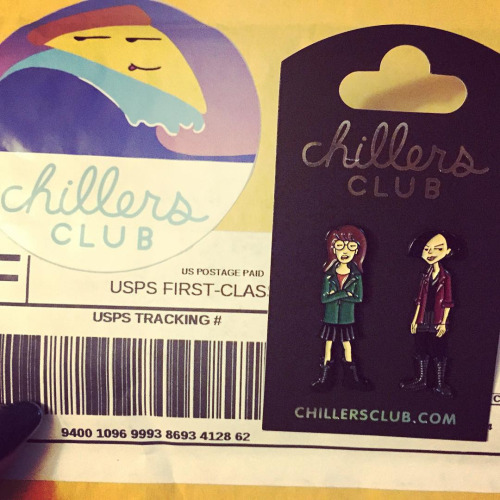 chillers
CLUB
US POSTAGE PAID
USPS FIRST-CLAS
USPS TRACKING #
9400 1096 9993 8693 4128 62
chillers
CLUB
CHILLERSCLUB.COM